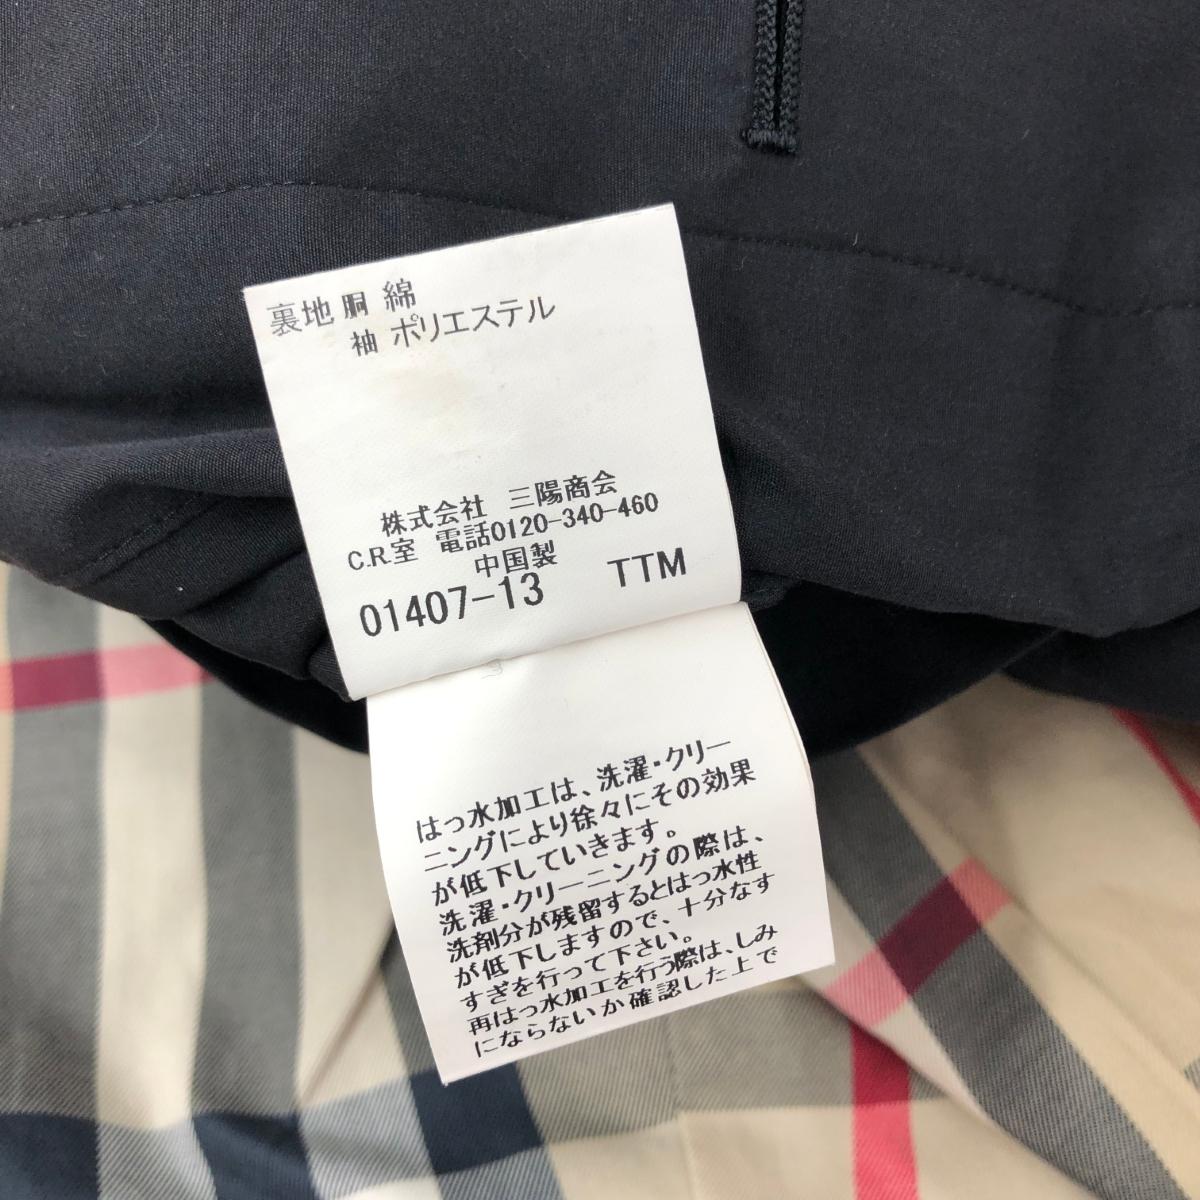 裏地 胴 綿
袖 ポリエステル
株式会社 三陽商会
C.R.室 電話0120-340-460
中国製
01407-13 TTM
はっ水加工は、洗濯・クリー
ニングにより徐々にその効果
が低下していきます。
洗濯・クリーニングの際は、
洗剤分が残留するとはっ水性
が低下しますので、十分なす
すぎを行って下さい。
再はっ水加工を行う際は、しみ
にならないか確認した上で